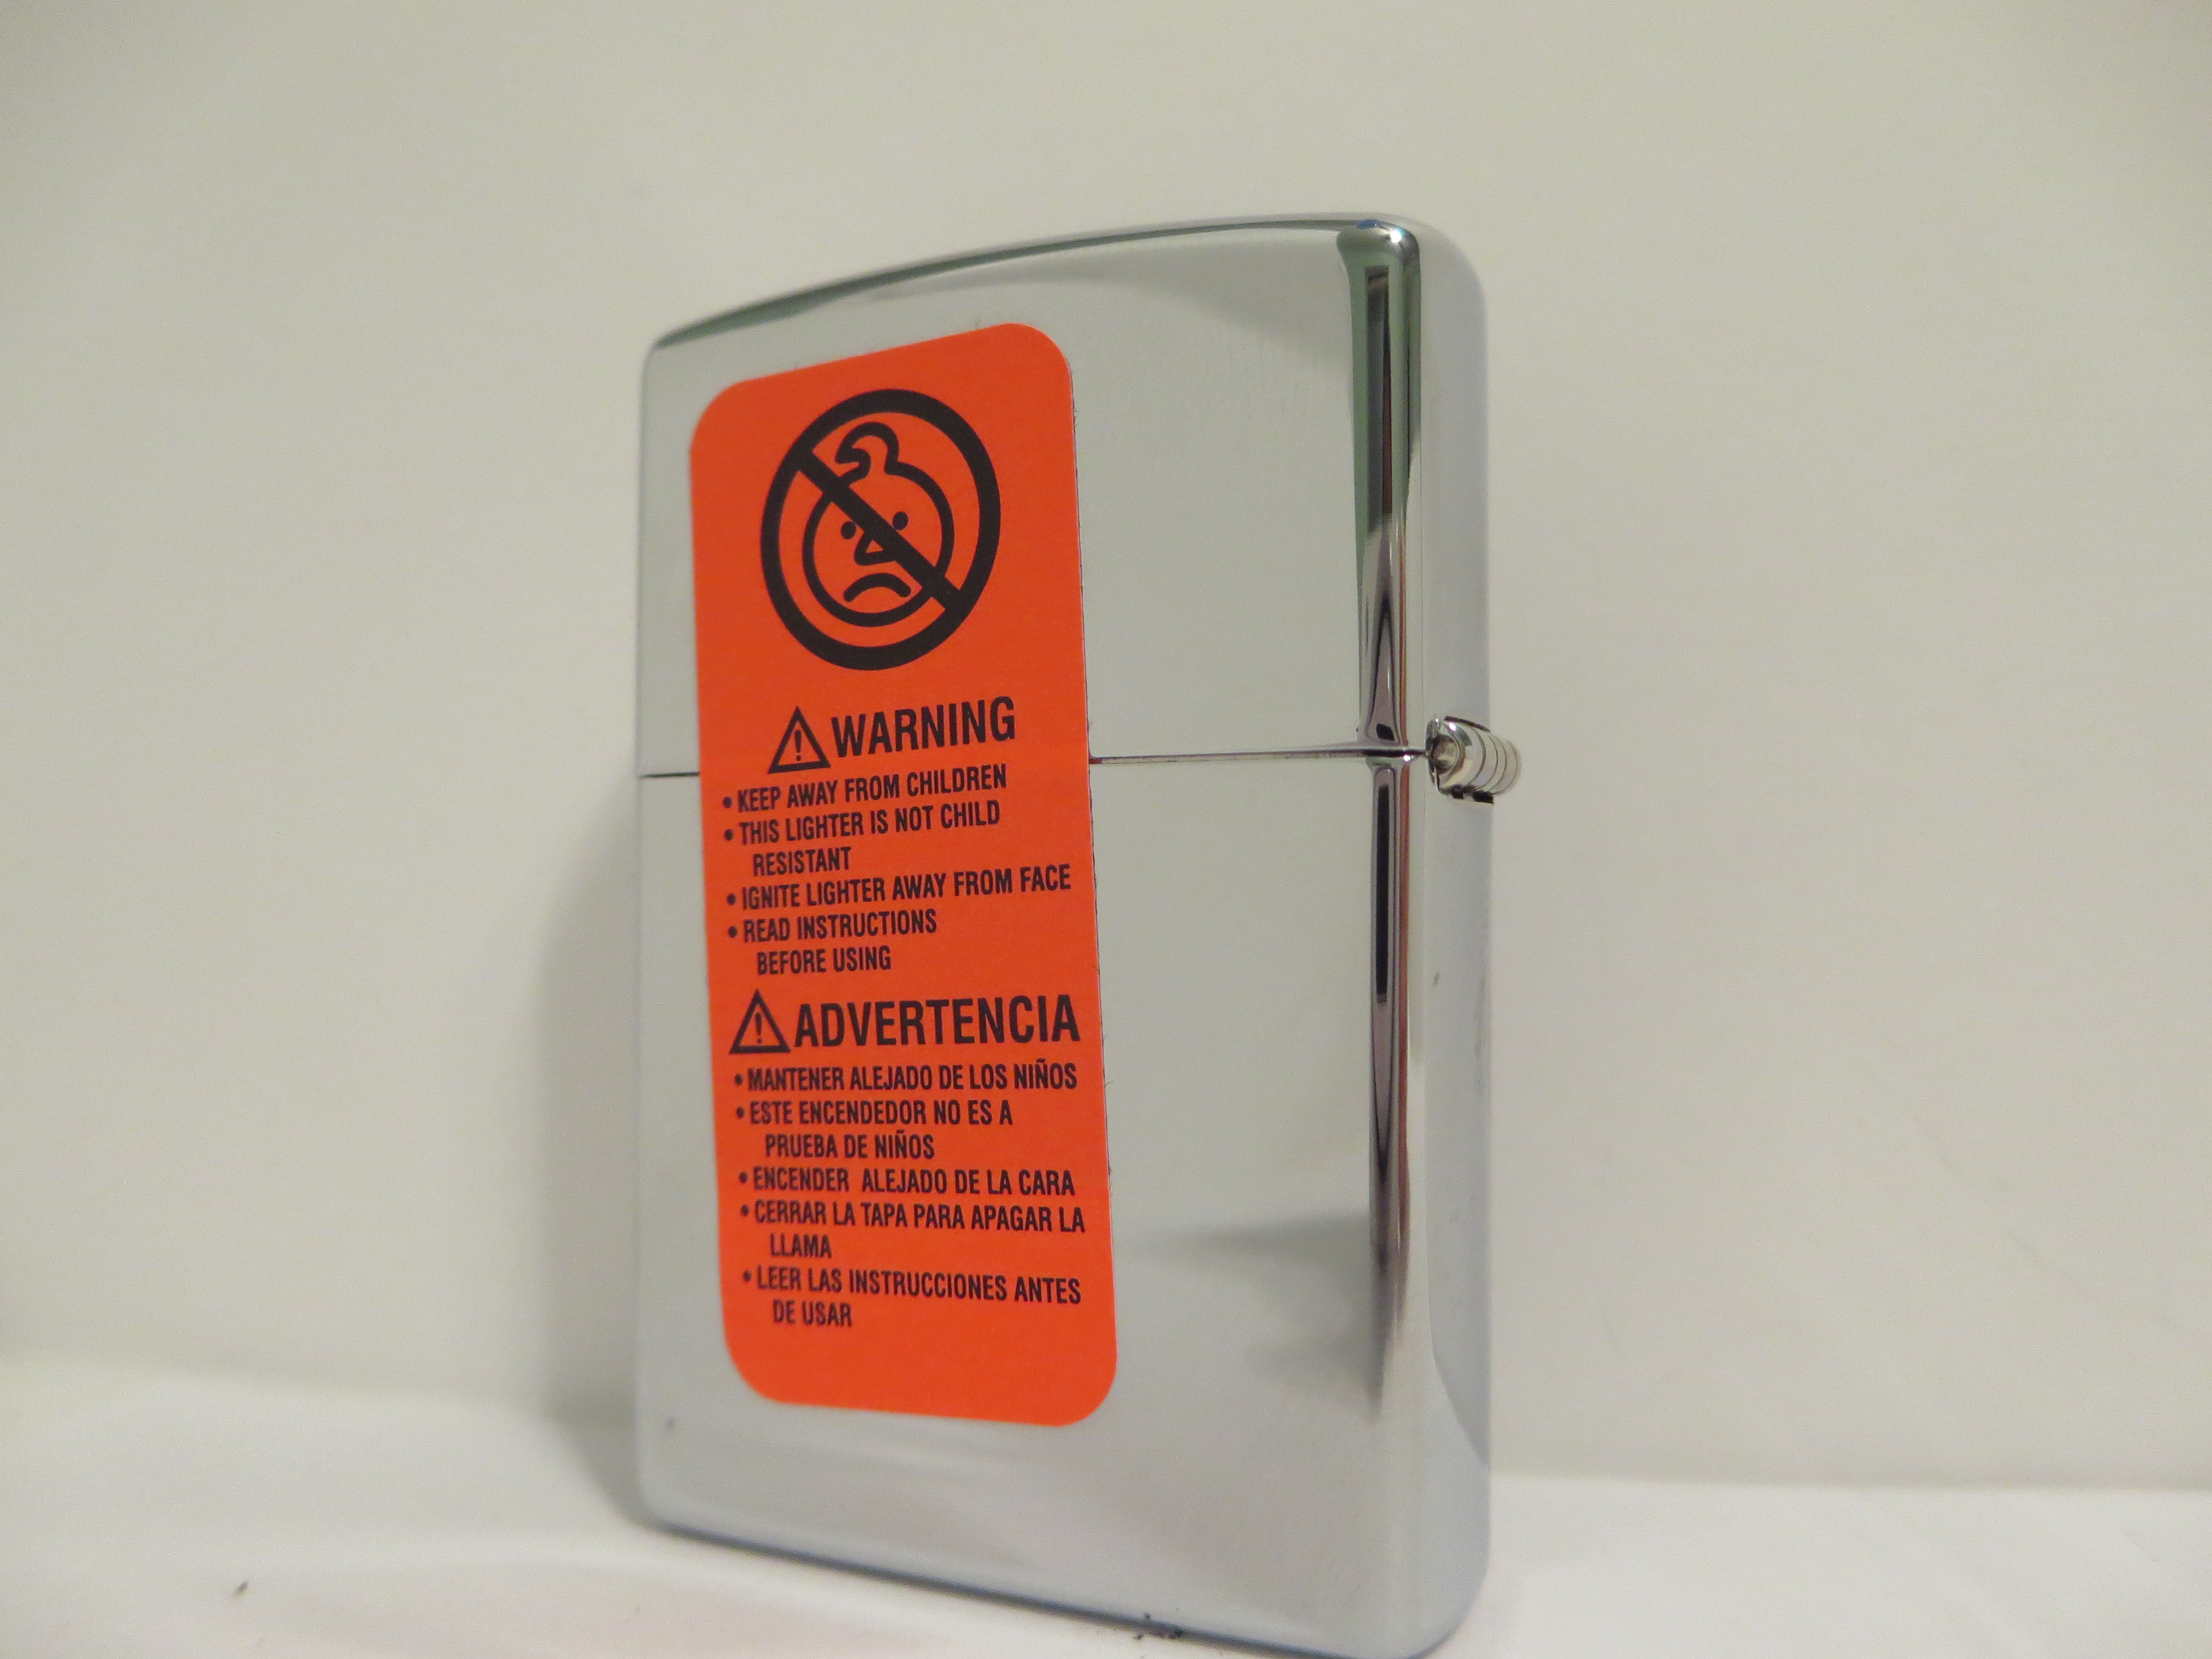 WARNING
• KEEP AWAY FROM CHILDREN
• THIS LIGHTER IS NOT CHILD
RESISTANT
• IGNITE LIGHTER AWAY FROM FACE
• READ INSTRUCTIONS
BEFORE USING
ADVERTENCIA
• MANTENER ALEJADO DE LOS NIÑOS
• ESTE ENCENDEDOR NO ES A
PRUEBA DE NIÑOS
• ENCENDER ALEJADO DE LA CARA
• CERRAR LA TAPA PARA APAGAR LA
LLAMA
• LEER LAS INSTRUCCIONES ANTES
DE USAR